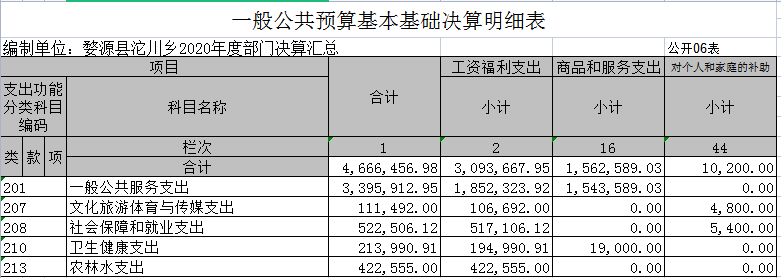 一般公共预算基本基础决算明细表
编制单位：婺源县沱川乡2020年度部门决算汇总 公开06表
项目 合计 工资福利支出 商品和服务支出 对个人和家庭的补助
支出功能分类科目编码 科目名称 小计 小计 小计
类 款 项 栏次 1 2 16 44
合计 4,666,456.98 3,093,667.95 1,562,589.03 10,200.00
201 一般公共服务支出 3,395,912.95 1,852,323.92 1,543,589.03 0.00
207 文化旅游体育与传媒支出 111,492.00 106,692.00 0.00 4,800.00
208 社会保障和就业支出 522,506.12 517,106.12 0.00 5,400.00
210 卫生健康支出 213,990.91 194,990.91 19,000.00 0.00
213 农林水支出 422,555.00 422,555.00 0.00 0.00